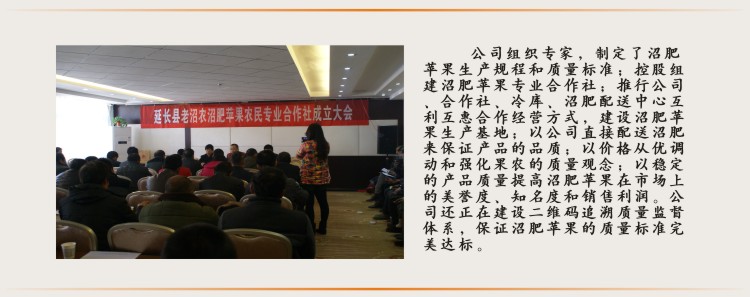 延长县老沼农沼肥苹果农民专业合作社成立大会
公司组织专家，制定了沼肥
苹果生产规程和质量标准；控股组
建沼肥苹果专业合作社；推行公司
、合作社、冷库、沼肥配送中心互
利互惠合作经营方式，建设沼肥苹
果生产基地；以公司直接配送沼肥
来保证产品的品质；以价格从优调
动和强化果农的质量观念；以稳定
的产品质量提高沼肥苹果在市场上
的美誉度、知名度和销售利润。公
司还正在建设二维码追溯质量监督
体系，保证沼肥苹果的质量标准完
美达标。